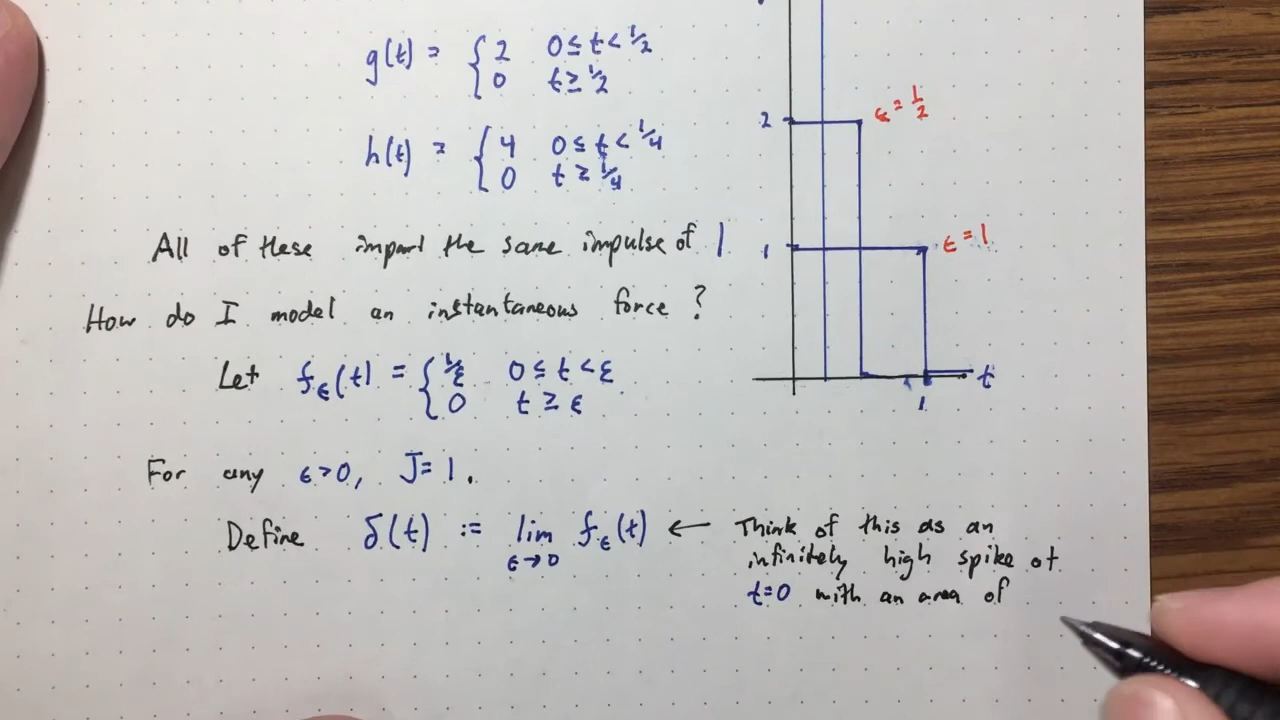 g(t) = { 2 0 ≤ t < 1/2
0 t ≥ 1/2
h(t) = { 4 0 ≤ t < 1/4
0 t ≥ 1/4
All of these impart the same impulse of 1
How do I model an instantaneous force ?
Let fε(t) = { 1/ε 0 ≤ t < ε
0 t ≥ ε
For any ε > 0, J = 1.
Define δ(t) := lim fε(t) ← Think of this as an
ε→0
infinitely high spike at
t=0 with an area of
2
ε = 1/2
1
ε = 1
t
1